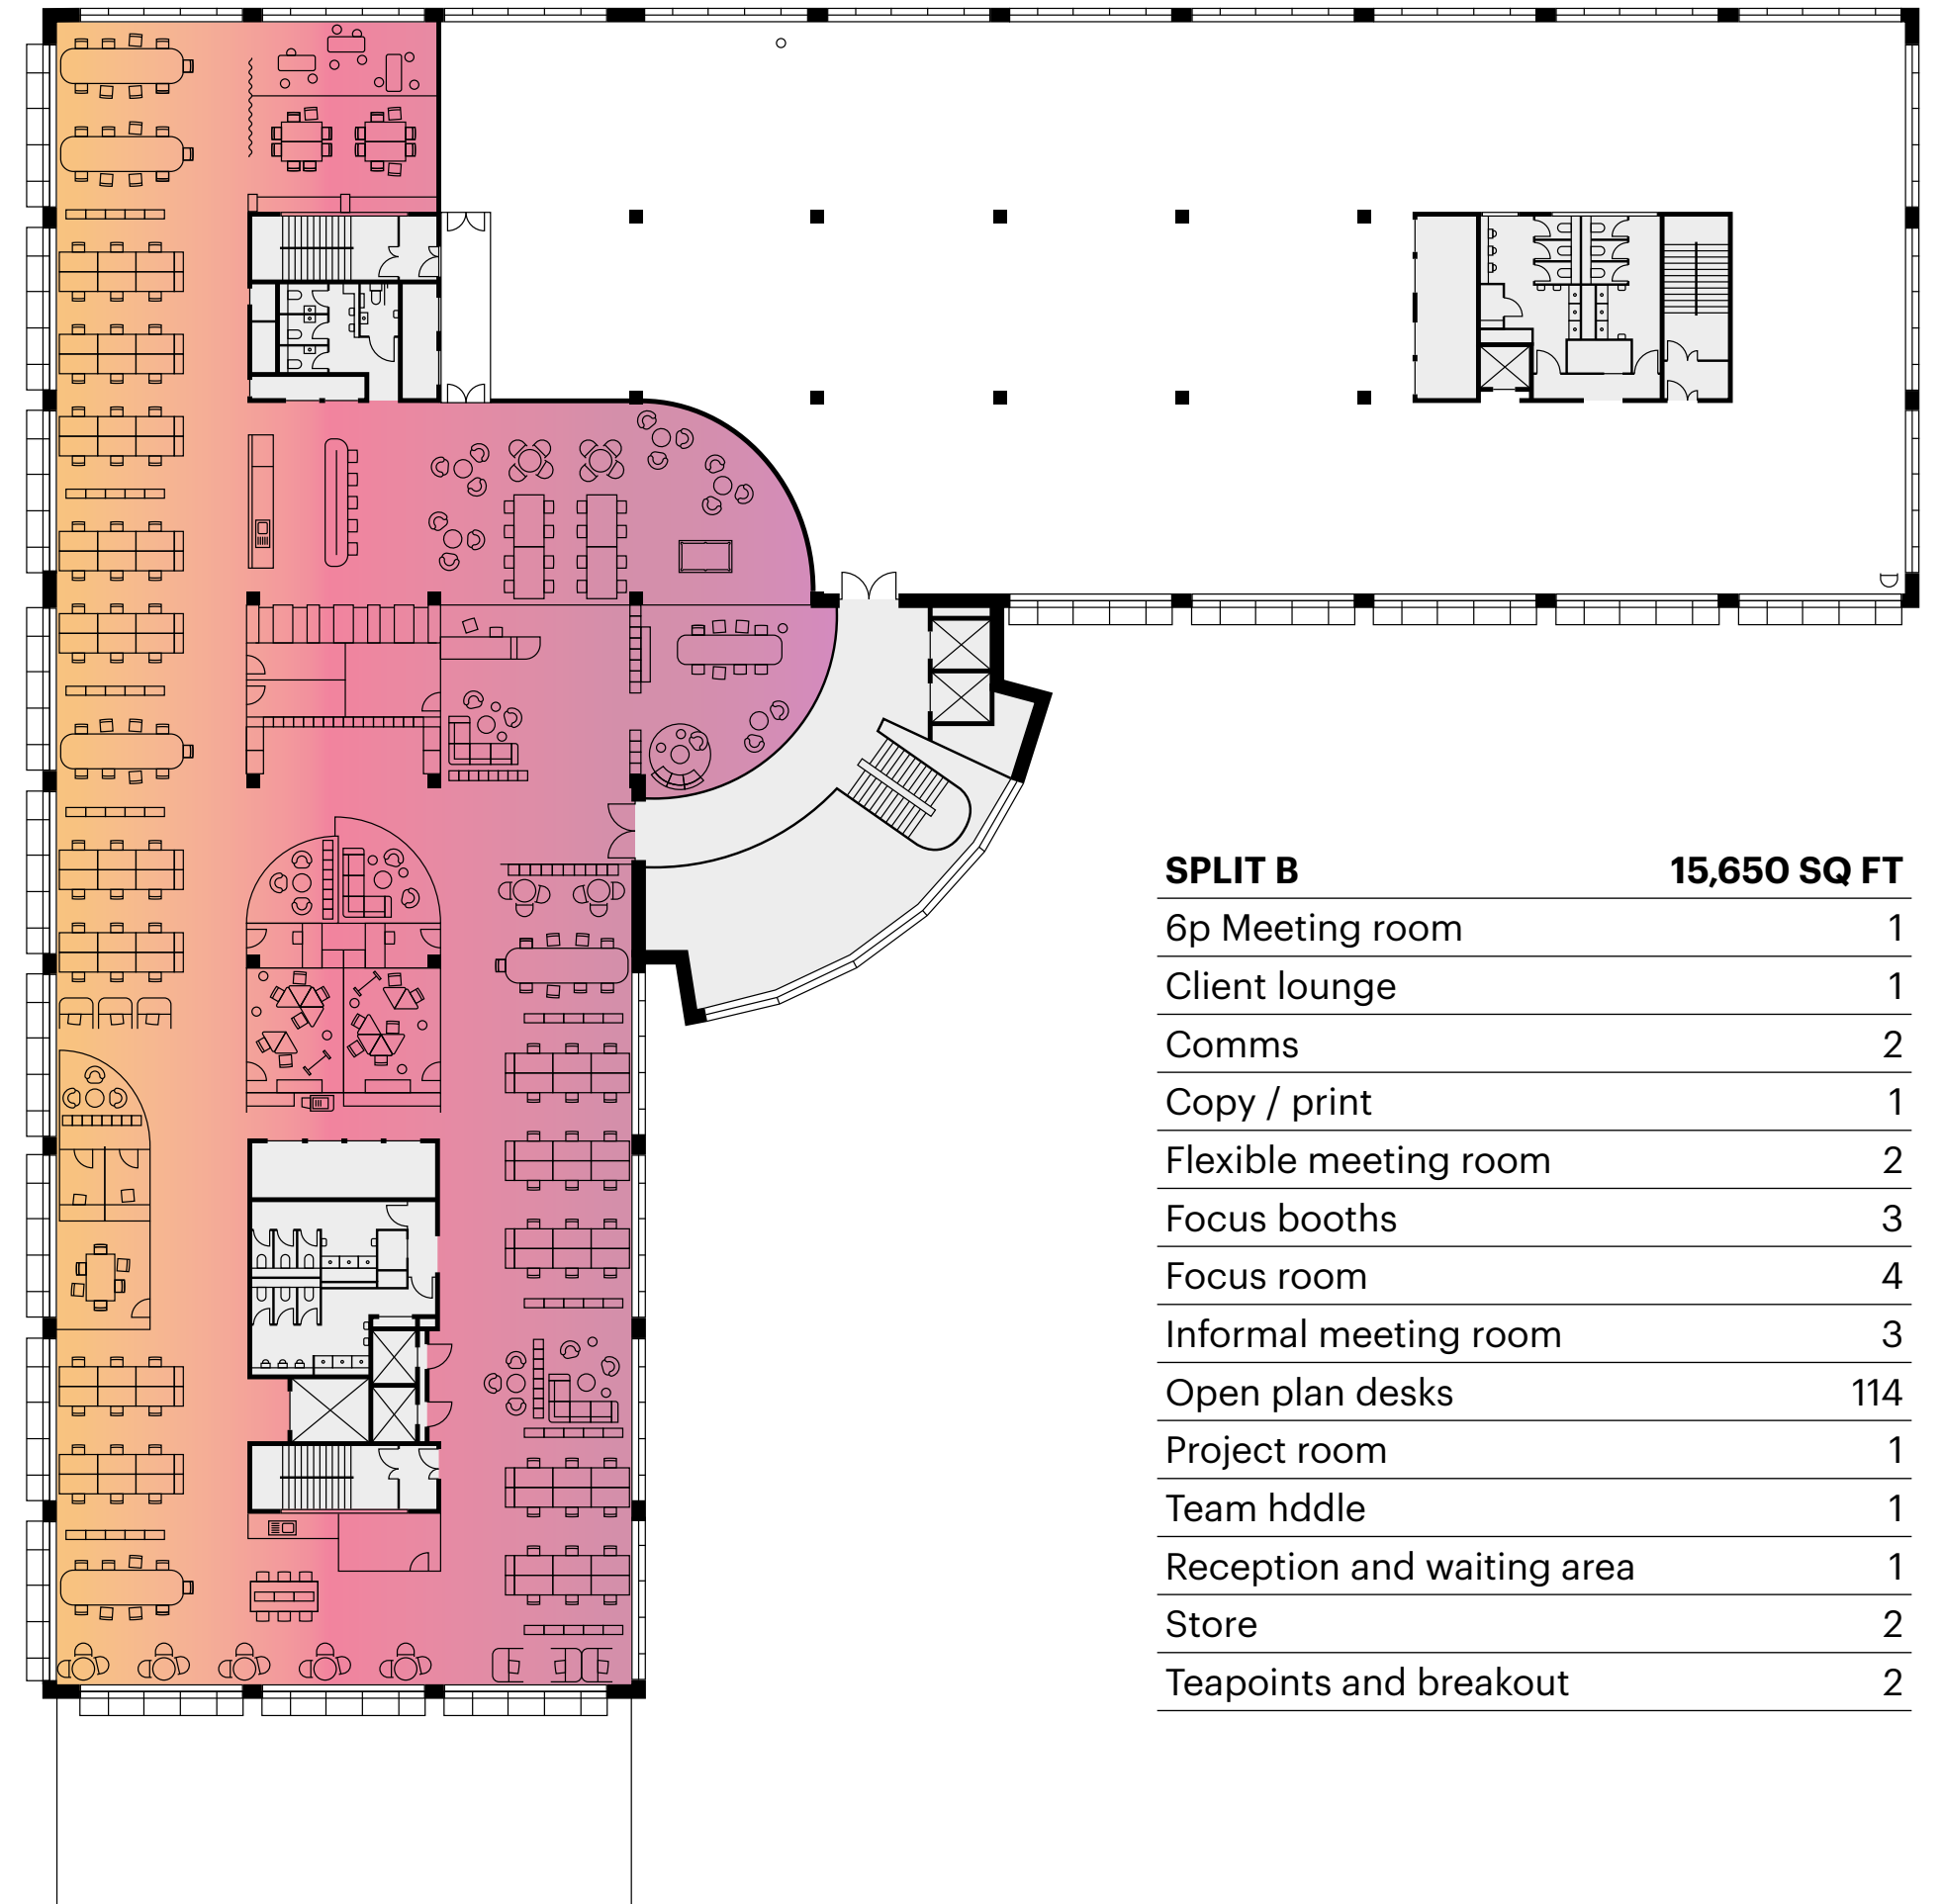 SPLIT B 15,650 SQ FT
6p Meeting room 1
Client lounge 1
Comms 2
Copy / print 1
Flexible meeting room 2
Focus booths 3
Focus room 4
Informal meeting room 3
Open plan desks 114
Project room 1
Team hddle 1
Reception and waiting area 1
Store 2
Teapoints and breakout 2